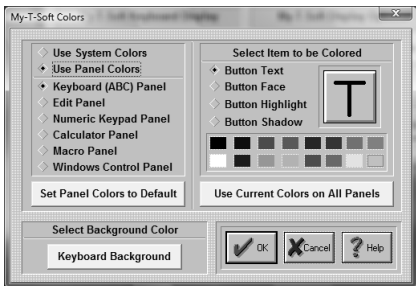 My-T-Soft Colors
Use System Colors
Use Panel Colors
Keyboard (ABC) Panel
Edit Panel
Numeric Keypad Panel
Calculator Panel
Macro Panel
Windows Control Panel
Set Panel Colors to Default
Select Item to be Colored
Button Text
Button Face
Button Highlight
Button Shadow
T
Use Current Colors on All Panels
Select Background Color
Keyboard Background
OK
Cancel
Help